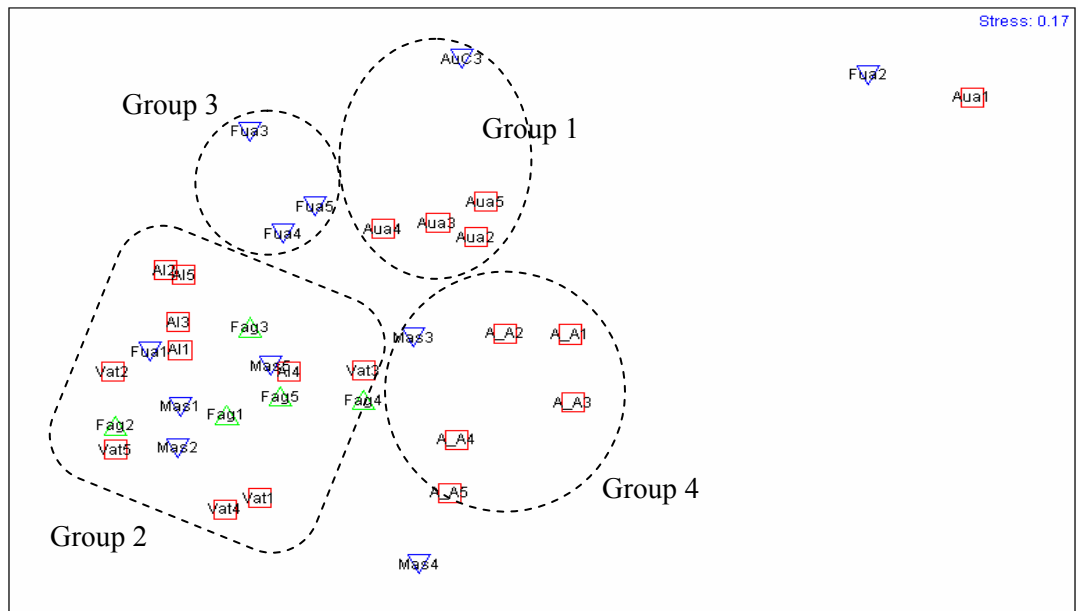 Stress: 0.17
AuC3
Fua2
Aua1
Group 3
Group 1
Fua3
Fua5
Aua5
Fua4
Aua4
Aua3
Aua2
Al2
Al5
Al3
Fag3
Mas3
A_A2
A_A1
Fua1
Al1
Vat2
Mas5
Al4
Vat3
Mas1
Fag5
Fag4
A_A3
Fag2
Fag1
Vat5
Mas2
A_A4
Vat4
Vat1
A_A5
Group 4
Group 2
Mas4